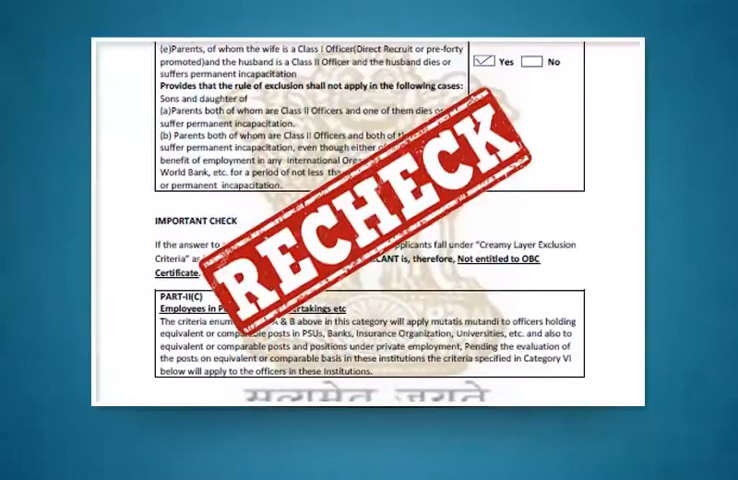 (e)Parents, of whom the wife is a Class I Officer(Direct Recruit or pre-forty
promoted)and the husband is a Class II Officer and the husband dies or
suffers permanent incapacitation
Yes No
Provides that the rule of exclusion shall not apply in the following cases:
Sons and daughter of
(a)Parents both of whom are Class II Officers and one of them dies
suffer permanent incapacitation.
(b) Parents both of whom are Class II Officers and both of
suffer permanent incapacitation, even though either
benefit of employment in any International
World Bank, etc. for a period of not less
or permanent incapacitation.
RECHECK
IMPORTANT CHECK
If the answer to applicants fall under “Creamy Layer Exclusion
Criteria” is, therefore, Not entitled to OBC
Certificate.
PART-II(C)
Employees in etc
The criteria A & B above in this category will apply mutatis mutandi to officers holding
equivalent or comparable posts in PSUs, Banks, Insurance Organization, Universities, etc. and also to
equivalent or comparable posts and positions under private employment, Pending the evaluation of
the posts on equivalent or comparable basis in these institutions the criteria specified in Category VI
below will apply to the officers in these Institutions.
सत्यमेव जयते